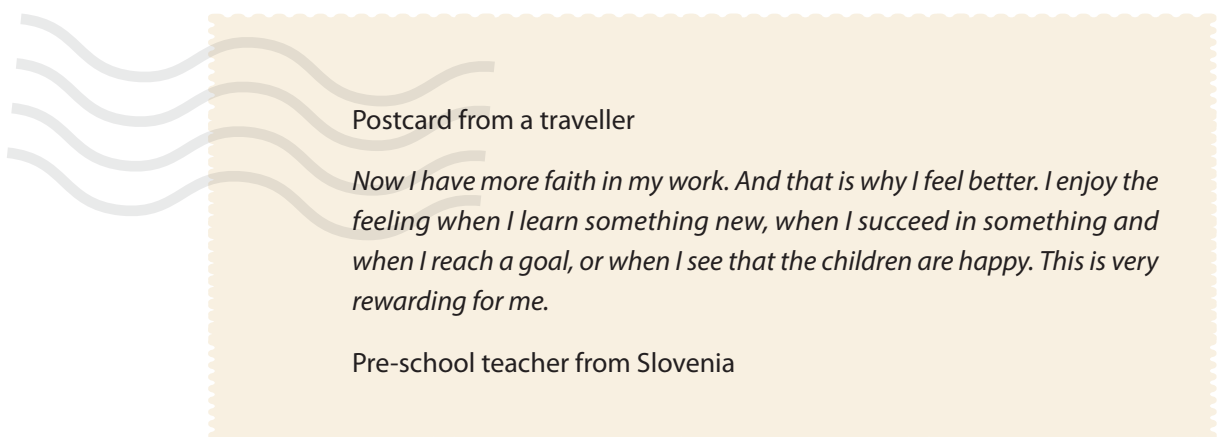 Postcard from a traveller
Now I have more faith in my work. And that is why I feel better. I enjoy the
feeling when I learn something new, when I succeed in something and
when I reach a goal, or when I see that the children are happy. This is very
rewarding for me.
Pre-school teacher from Slovenia